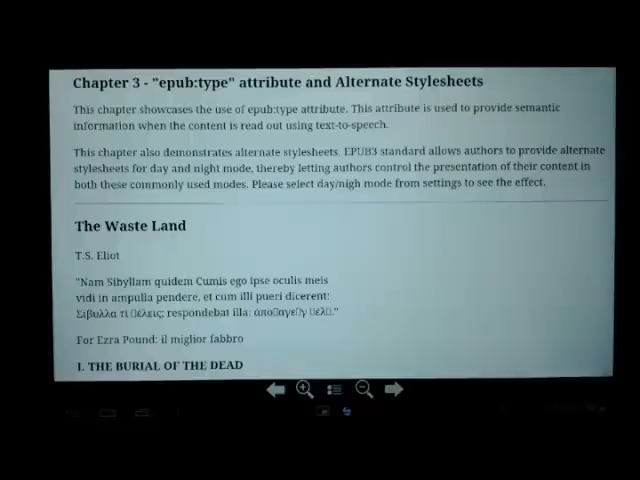 Chapter 3 - "epub:type" attribute and Alternate Stylesheets
This chapter showcases the use of epub:type attribute. This attribute is used to provide semantic
information when the content is read out using text-to-speech.
This chapter also demonstrates alternate stylesheets. EPUB3 standard allows authors to provide alternate
stylesheets for day and night mode, thereby letting authors control the presentation of their content in
both these commonly used modes. Please select day/nigh mode from settings to see the effect.
The Waste Land
T.S. Eliot
"Nam Sibyllam quidem Cumis ego ipse oculis meis
vidi in ampulla pendere, et cum illi pueri dicerent:
Σιβυλλα τί □έλεις; respondebat illa: άπο□αγε□γ □έλ□."
For Ezra Pound: il miglior fabbro
I. THE BURIAL OF THE DEAD